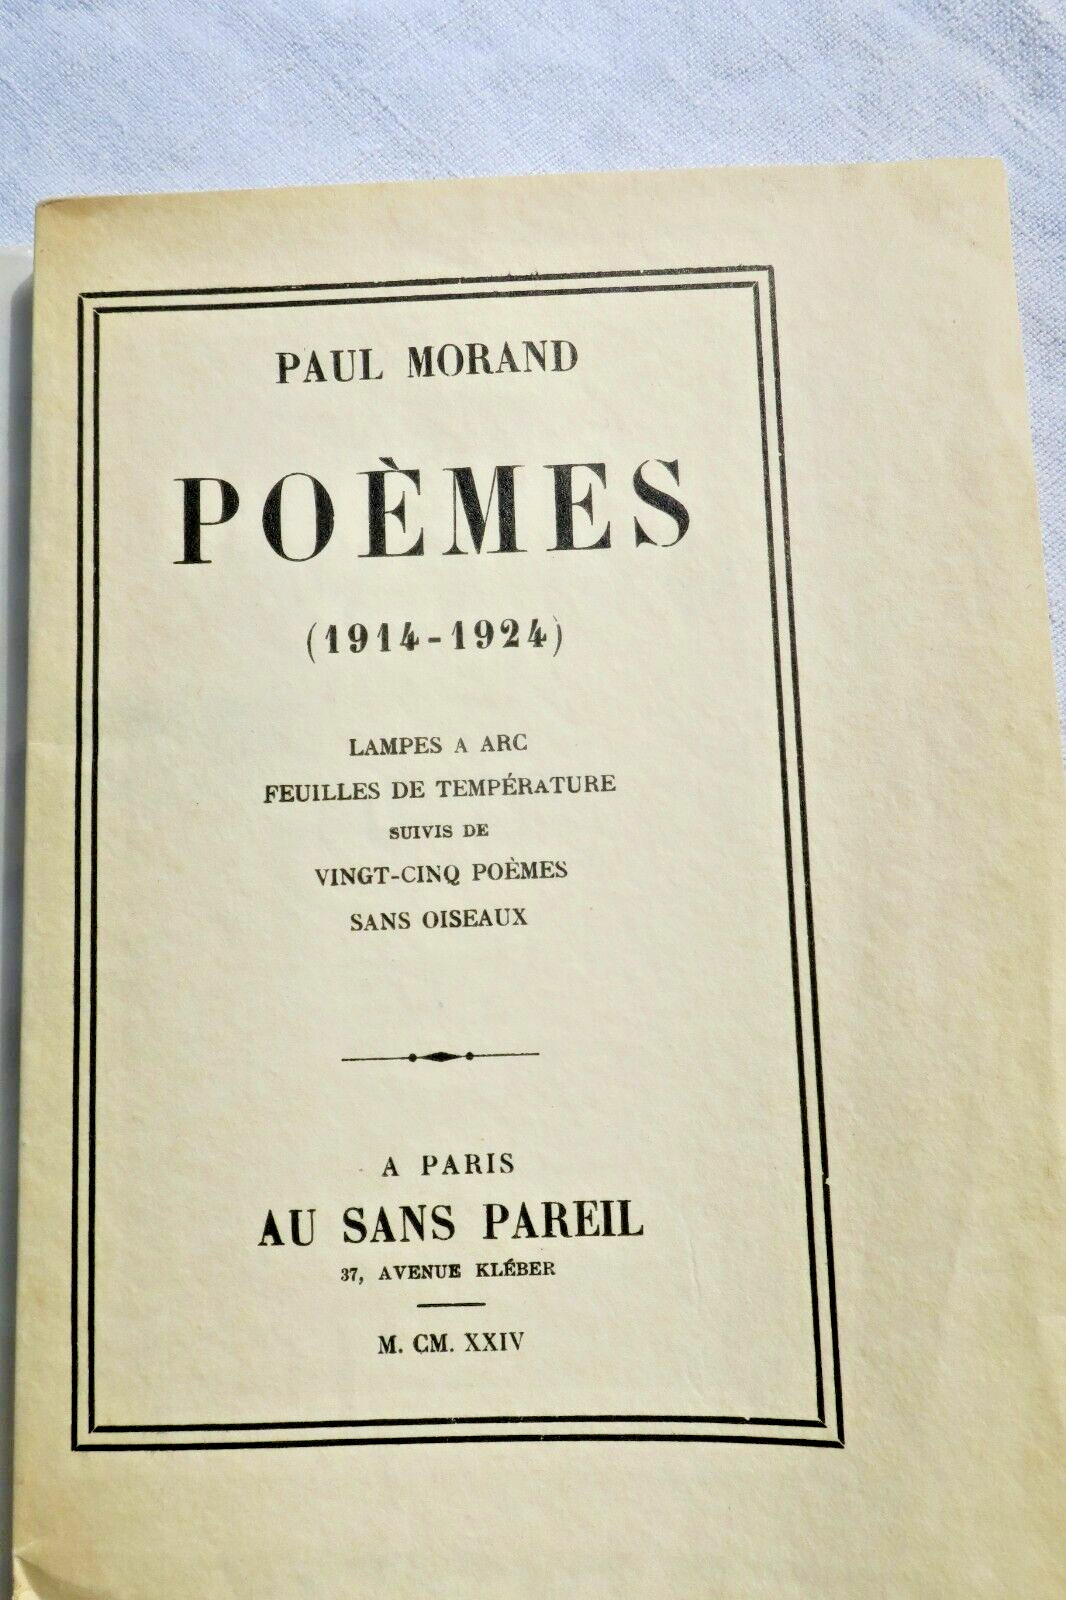 PAUL MORAND
POÈMES
(1914-1924)
LAMPES A ARC
FEUILLES DE TEMPÉRATURE
SUIVIS DE
VINGT-CINQ POÈMES
SANS OISEAUX
A PARIS
AU SANS PAREIL
37, AVENUE KLÉBER
M. CM. XXIV